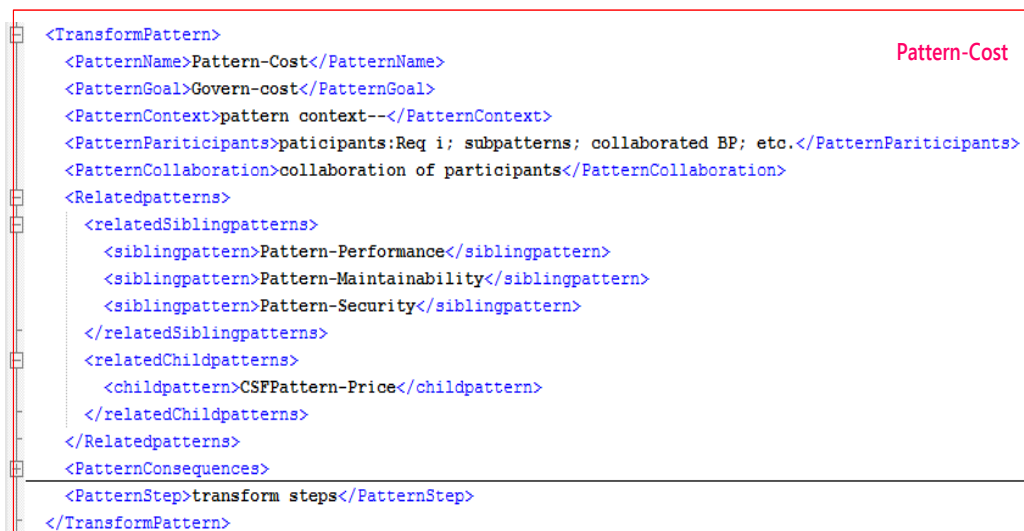 <TransformPattern>
Pattern-Cost
<PatternName>Pattern-Cost</PatternName>
<PatternGoal>Govern-cost</PatternGoal>
<PatternContext>pattern context--</PatternContext>
<PatternPariticipants>paticipants:Req i; subpatterns; collaborated BP; etc.</PatternPariticipants>
<PatternCollaboration>collaboration of participants</PatternCollaboration>
<Relatedpatterns>
<relatedSiblingpatterns>
<siblingpattern>Pattern-Performance</siblingpattern>
<siblingpattern>Pattern-Maintainability</siblingpattern>
<siblingpattern>Pattern-Security</siblingpattern>
</relatedSiblingpatterns>
<relatedChildpatterns>
<childpattern>CSFPattern-Price</childpattern>
</relatedChildpatterns>
</Relatedpatterns>
<PatternConsequences>
<PatternStep>transform steps</PatternStep>
</TransformPattern>